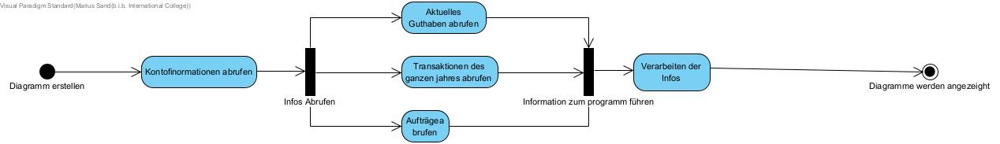 Visual Paradigm Standard(Marius Sand(b.i.b. International College))
Aktuelles
Guthaben abrufen
Kontofinormationen abrufen
Transaktionen des
ganzen jahres abrufen
Verarbeiten der
Infos
Diagramm erstellen
Diagramme werden angezeight
Infos Abrufen
Information zum programm führen
Aufträgea
brufen